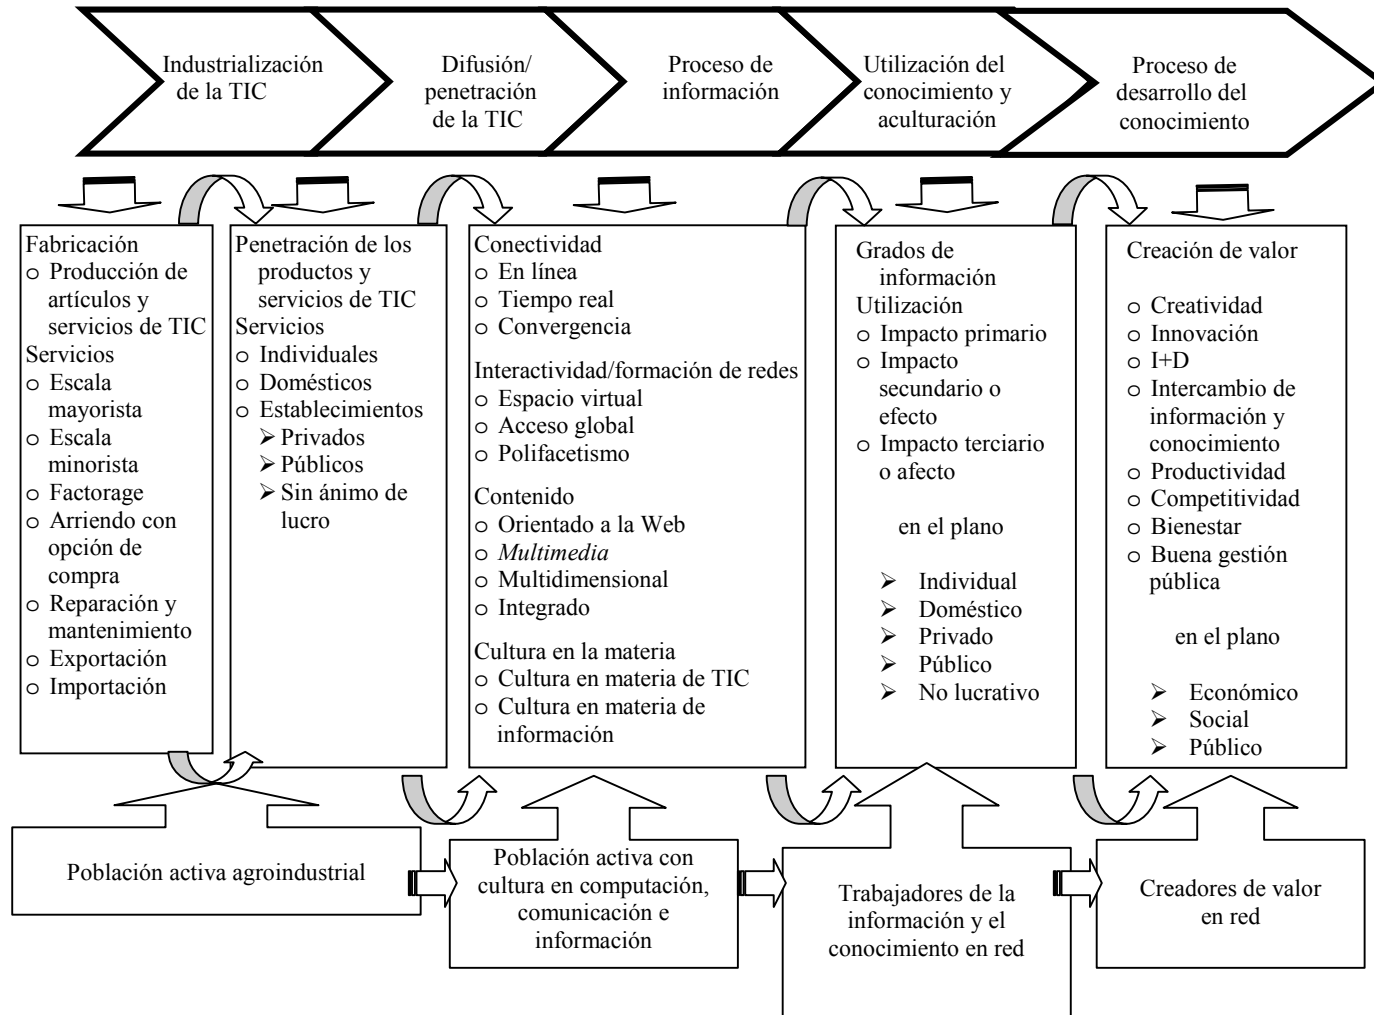 Industrialización
de la TIC
Difusión/
penetración
de la TIC
Proceso de
información
Utilización del
conocimiento y
aculturación
Proceso de
desarrollo del
conocimiento
Fabricación
o Producción de
artículos y
servicios de TIC
Servicios
o Escala
mayorista
o Escala
minorista
o Factorage
o Arriendo con
opción de
compra
o Reparación y
mantenimiento
o Exportación
o Importación
Penetración de los
productos y
servicios de TIC
Servicios
o Individuales
o Domésticos
o Establecimientos
➢ Privados
➢ Públicos
➢ Sin ánimo de
lucro
Conectividad
o En línea
o Tiempo real
o Convergencia
Interactividad/formación de redes
o Espacio virtual
o Acceso global
o Polifacetismo
Contenido
o Orientado a la Web
o Multimedia
o Multidimensional
o Integrado
Cultura en la materia
o Cultura en materia de TIC
o Cultura en materia de
información
Grados de
información
Utilización
o Impacto primario
o Impacto
secundario o
efecto
o Impacto terciario
o afecto
en el plano
➢ Individual
➢ Doméstico
➢ Privado
➢ Público
➢ No lucrativo
Creación de valor
o Creatividad
o Innovación
o I+D
o Intercambio de
información y
conocimiento
o Productividad
o Competitividad
o Bienestar
o Buena gestión
pública
en el plano
➢ Económico
➢ Social
➢ Público
Población activa agroindustrial
Población activa con
cultura en computación,
comunicación e
información
Trabajadores de la
información y el
conocimiento en red
Creadores de valor
en red